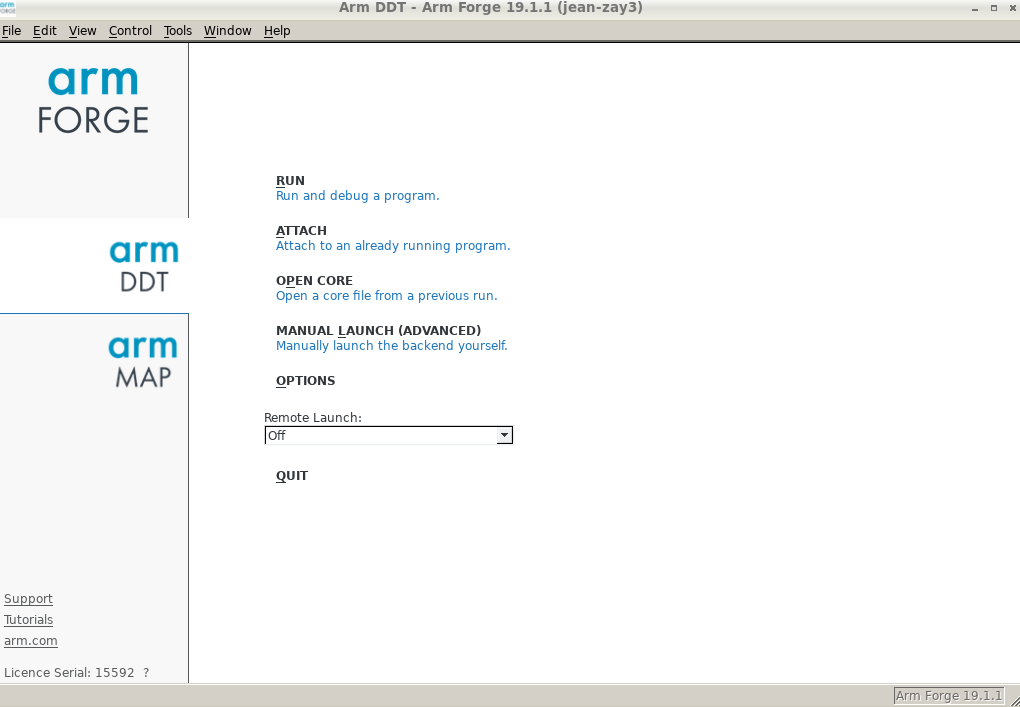 Arm DDT - Arm Forge 19.1.1 (jean-zay3)
File Edit View Control Tools Window Help
arm
FORGE
arm
DDT
arm
MAP
RUN
Run and debug a program.
ATTACH
Attach to an already running program.
OPEN CORE
Open a core file from a previous run.
MANUAL LAUNCH (ADVANCED)
Manually launch the backend yourself.
OPTIONS
Remote Launch:
Off
QUIT
Support
Tutorials
arm.com
Licence Serial: 15592 ?
Arm Forge 19.1.1